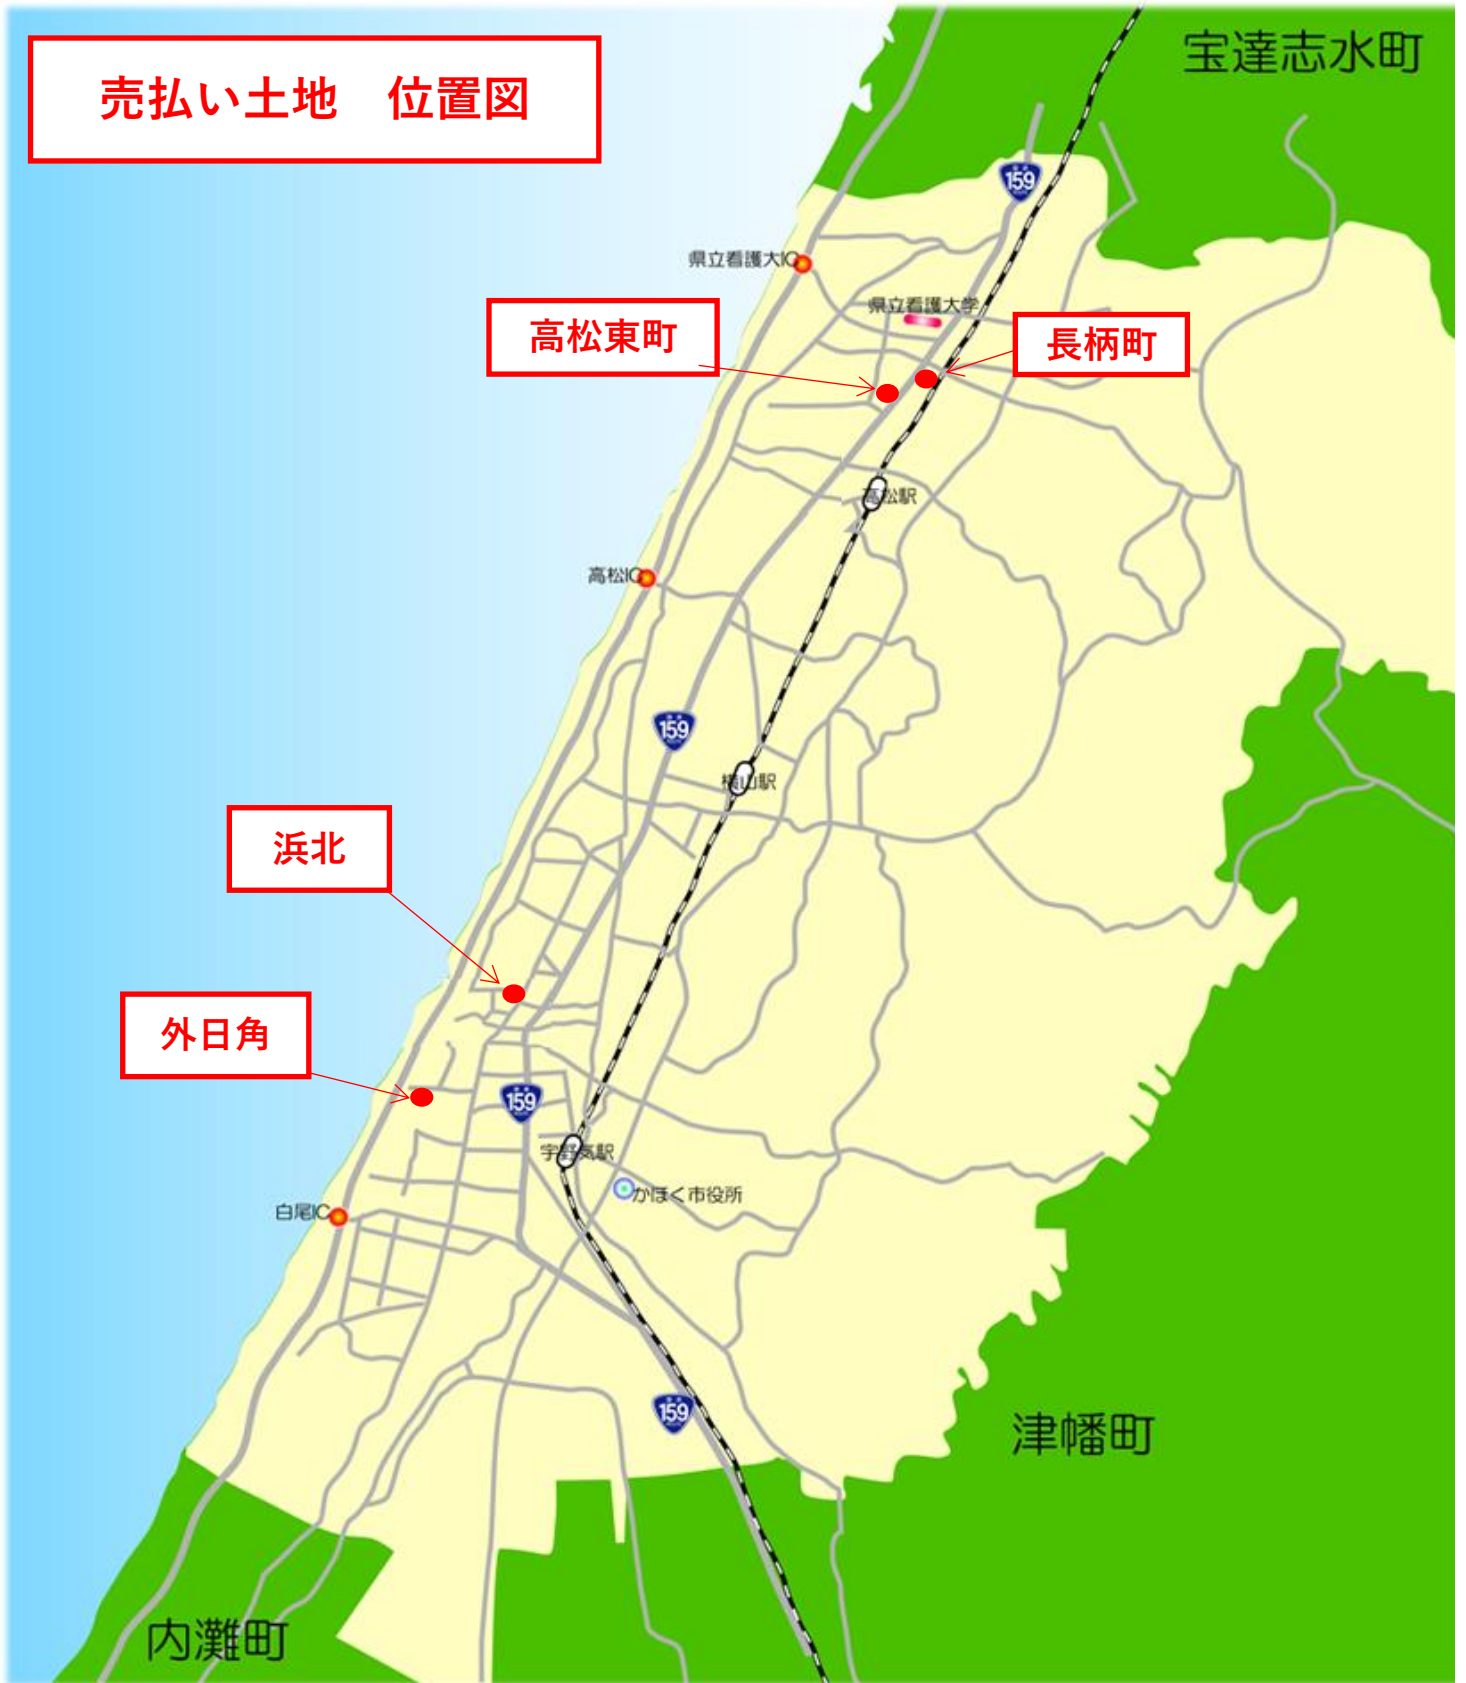 売払い土地　位置図
宝達志水町
159
県立看護大IC
県立看護大学
高松東町
長柄町
高松駅
高松IC
159
横山駅
浜北
外日角
159
宇野気駅
かほく市役所
白尾IC
159
津幡町
内灘町